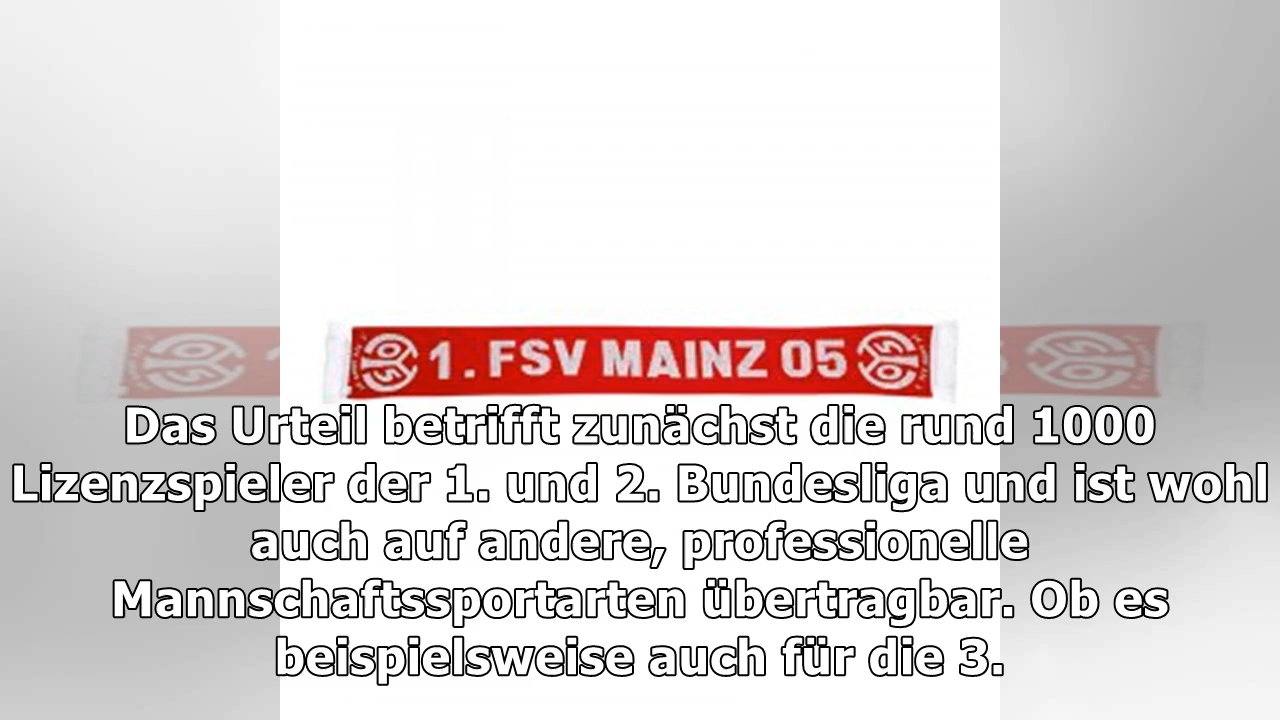 1. FSV MAINZ 05
Das Urteil betrifft zunächst die rund 1000
Lizenzspieler der 1. und 2. Bundesliga und ist wohl
auch auf andere, professionelle
Mannschaftssportarten übertragbar. Ob es
beispielsweise auch für die 3.